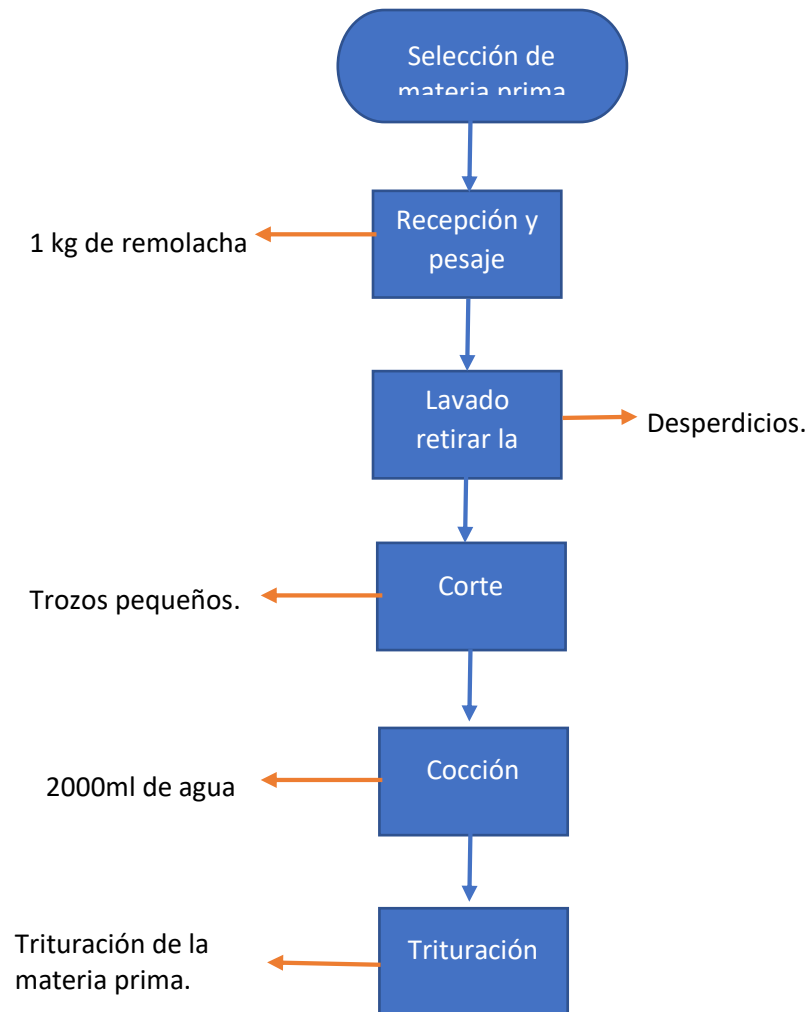 Selección de
materia prima
Recepción y
pesaje
1 kg de remolacha
Lavado
retirar la
Desperdicios.
Corte
Trozos pequeños.
Cocción
2000ml de agua
Trituración
Trituración de la
materia prima.